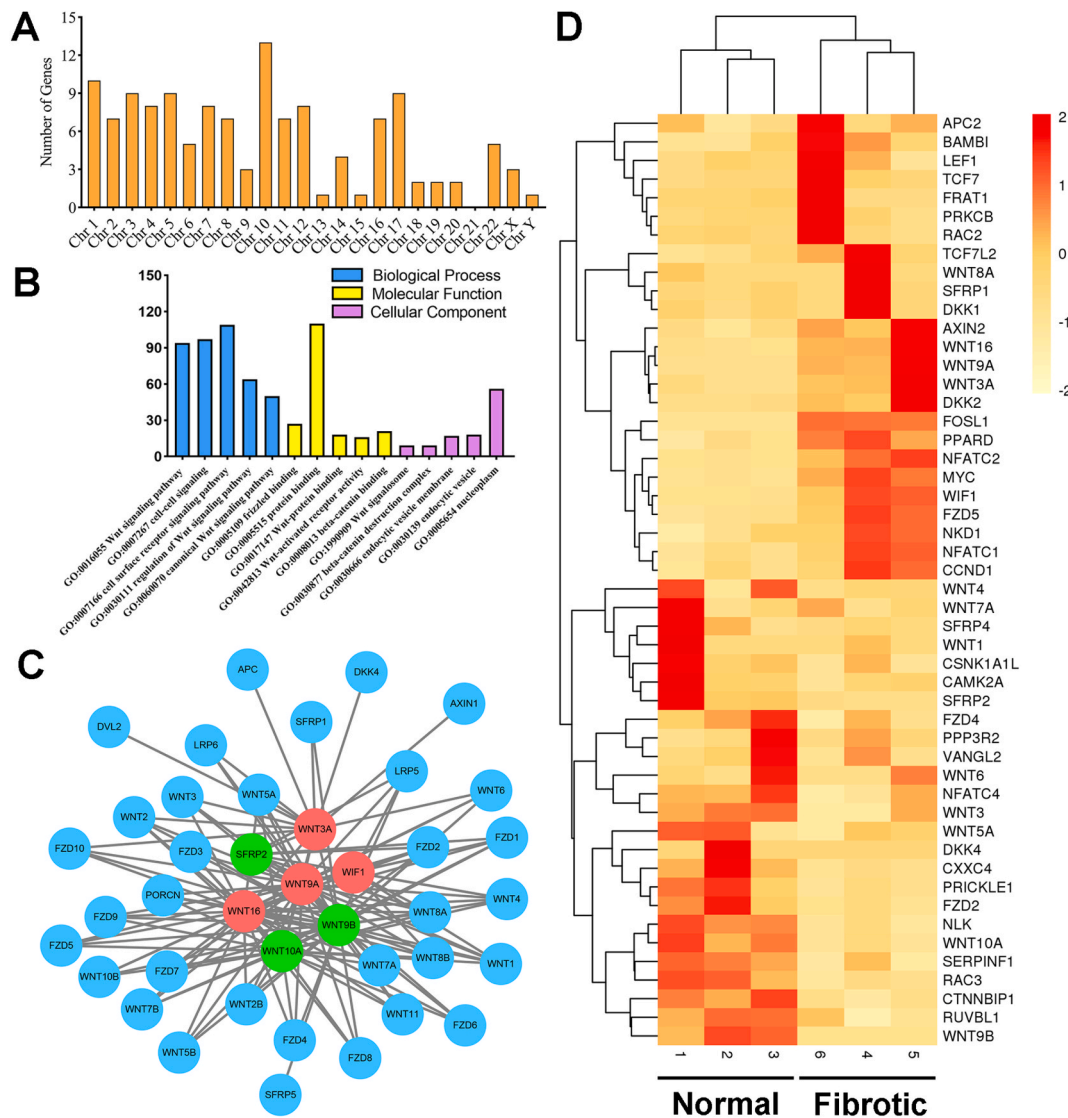 A
Number of Genes
15
12
9
6
3
0
Chr 1
Chr 2
Chr 3
Chr 4
Chr 5
Chr 6
Chr 7
Chr 8
Chr 9
Chr 10
Chr 11
Chr 12
Chr 13
Chr 14
Chr 15
Chr 16
Chr 17
Chr 18
Chr 19
Chr 20
Chr 21
Chr 22
Chr X
Chr Y
B
150
120
90
60
30
0
Biological Process
Molecular Function
Cellular Component
GO:0016055 Wnt signaling pathway
GO:0007267 cell-cell signaling
GO:0007166 cell surface receptor signaling pathway
GO:0030111 regulation of Wnt signaling pathway
GO:0060070 canonical Wnt signaling pathway
GO:0005109 frizzled binding
GO:0005515 protein binding
GO:0017147 Wnt-protein binding
GO:0042813 Wnt-activated receptor activity
GO:0008013 beta-catenin binding
GO:1990909 Wnt signalosome
GO:0030877 beta-catenin destruction complex
GO:0030666 endocytic vesicle membrane
GO:0030139 endocytic vesicle
GO:0005654 nucleoplasm
C
APC
DKK4
AXIN1
DVL2
SFRP1
LRP6
LRP5
WNT3
WNT5A
WNT6
WNT2
WNT3A
FZD10
FZD3
SFRP2
FZD2
FZD1
WIF1
PORCN
WNT9A
WNT4
FZD9
WNT16
WNT8A
WNT9B
FZD5
WNT10A
WNT8B
WNT1
WNT10B
FZD7
WNT7A
WNT7B
WNT2B
WNT11
FZD6
WNT5B
FZD4
FZD8
SFRP5
D
APC2
BAMBI
LEF1
TCF7
FRAT1
PRKCB
RAC2
TCF7L2
WNT8A
SFRP1
DKK1
AXIN2
WNT16
WNT9A
WNT3A
DKK2
FOSL1
PPARD
NFATC2
MYC
WIF1
FZD5
NKD1
NFATC1
CCND1
WNT4
WNT7A
SFRP4
WNT1
CSNK1A1L
CAMK2A
SFRP2
FZD4
PPP3R2
VANGL2
WNT6
NFATC4
WNT3
WNT5A
DKK4
CXXC4
PRICKLE1
FZD2
NLK
WNT10A
SERPINF1
RAC3
CTNNBIP1
RUVBL1
WNT9B
2
1
0
-1
-2
1
2
3
6
4
5
Normal
Fibrotic